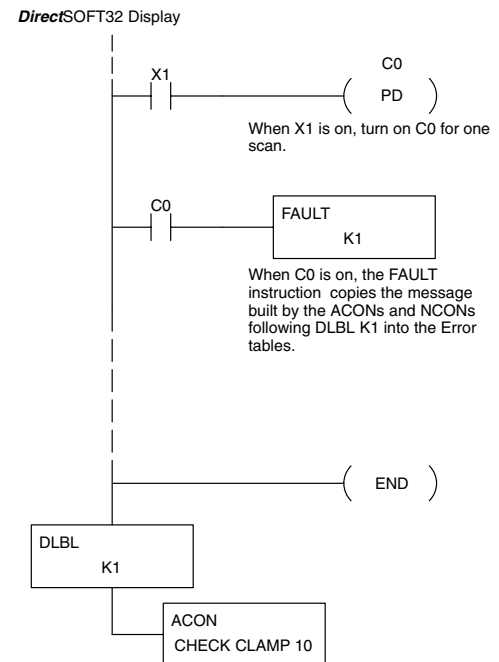 DirectSOFT32 Display
X1
C0
PD
When X1 is on, turn on C0 for one
scan.
C0
FAULT
K1
When C0 is on, the FAULT
instruction copies the message
built by the ACONs and NCONs
following DLBL K1 into the Error
tables.
END
DLBL
K1
ACON
CHECK CLAMP 10